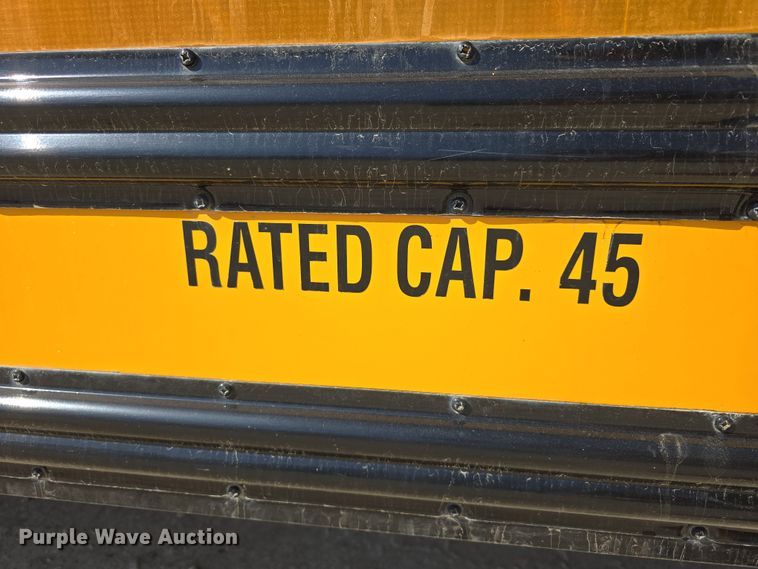 RATED CAP. 45
Purple Wave Auction